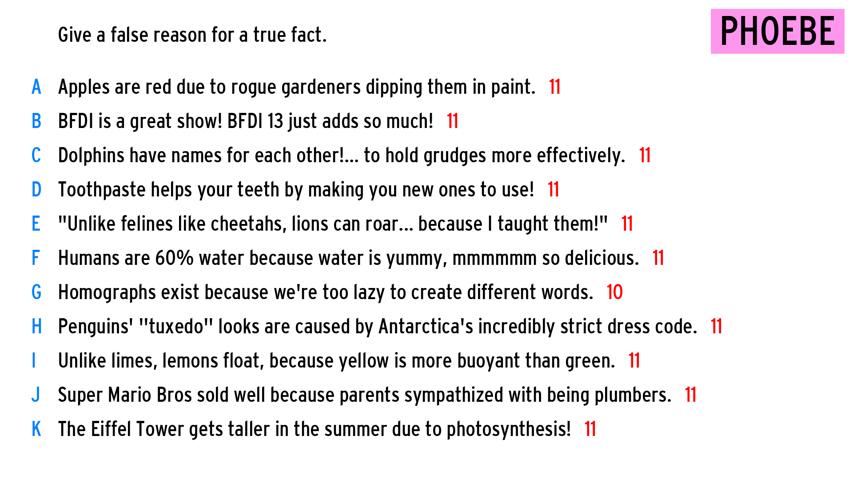 Give a false reason for a true fact.
PHOEBE
A Apples are red due to rogue gardeners dipping them in paint. 11
B BFDI is a great show! BFDI 13 just adds so much! 11
C Dolphins have names for each other!... to hold grudges more effectively. 11
D Toothpaste helps your teeth by making you new ones to use! 11
E "Unlike felines like cheetahs, lions can roar... because I taught them!" 11
F Humans are 60% water because water is yummy, mmmmmm so delicious. 11
G Homographs exist because we're too lazy to create different words. 10
H Penguins' "tuxedo" looks are caused by Antarctica's incredibly strict dress code. 11
I Unlike limes, lemons float, because yellow is more buoyant than green. 11
J Super Mario Bros sold well because parents sympathized with being plumbers. 11
K The Eiffel Tower gets taller in the summer due to photosynthesis! 11